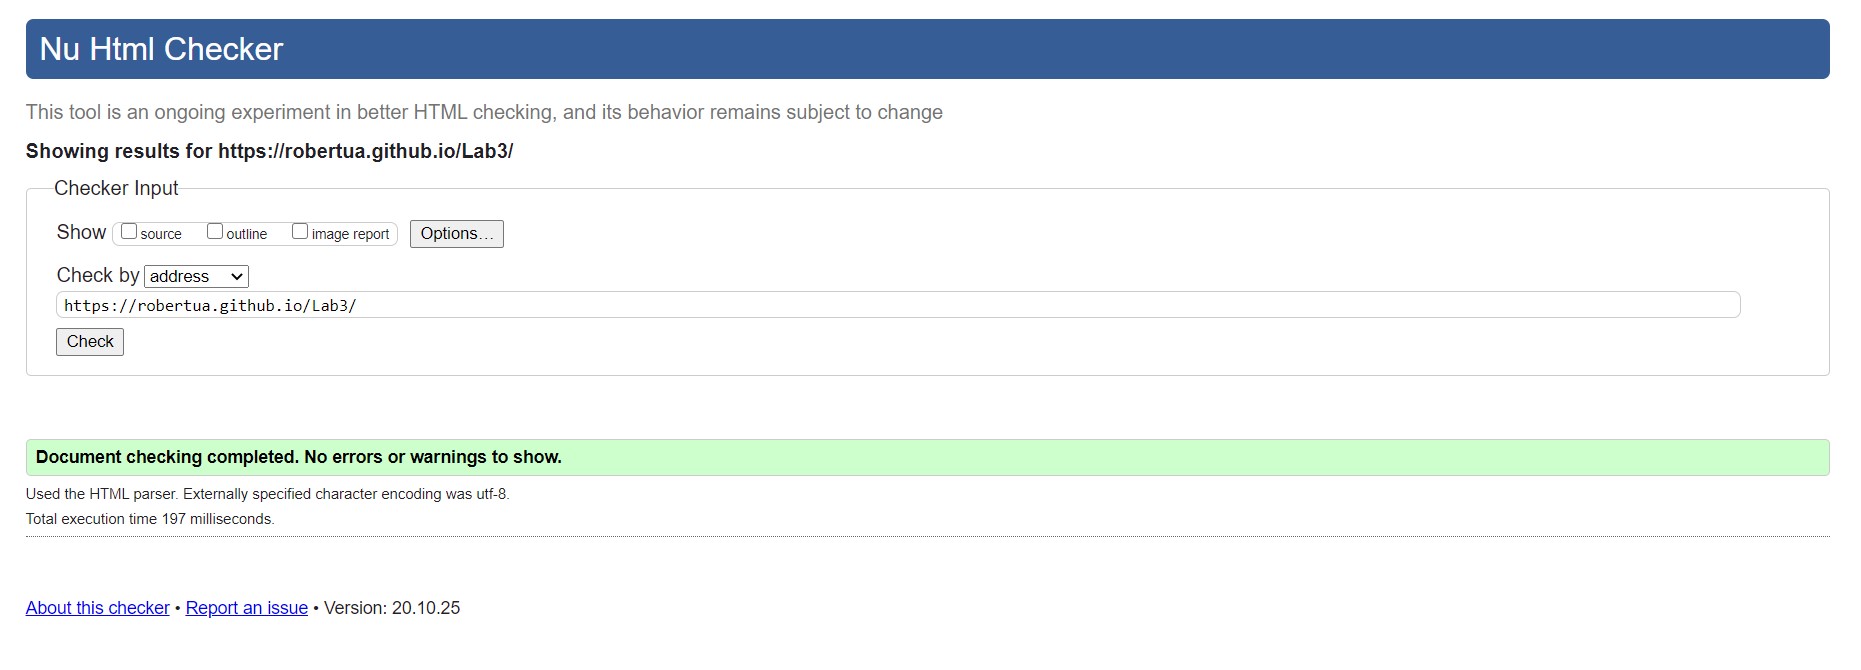 Nu Html Checker
This tool is an ongoing experiment in better HTML checking, and its behavior remains subject to change
Showing results for https://robertua.github.io/Lab3/
Checker Input
Show source outline image report Options...
Check by address
https://robertua.github.io/Lab3/
Check
Document checking completed. No errors or warnings to show.
Used the HTML parser. Externally specified character encoding was utf-8.
Total execution time 197 milliseconds.
About this checker • Report an issue • Version: 20.10.25